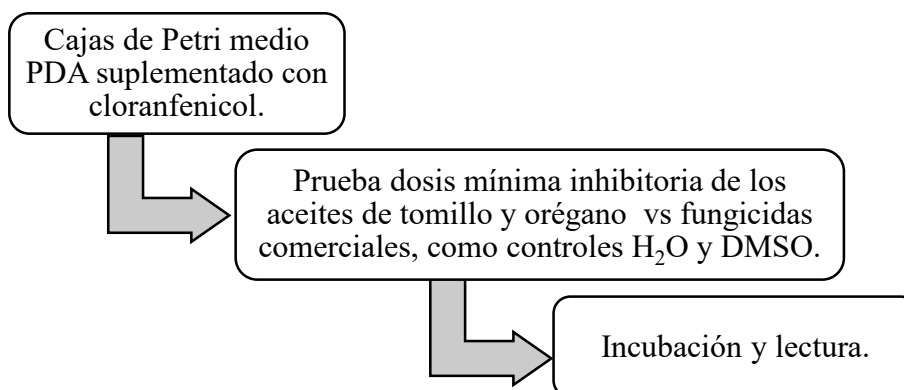 Cajas de Petri medio
PDA suplementado con
cloranfenicol.
Prueba dosis mínima inhibitoria de los
aceites de tomillo y orégano vs fungicidas
comerciales, como controles H₂O y DMSO.
Incubación y lectura.